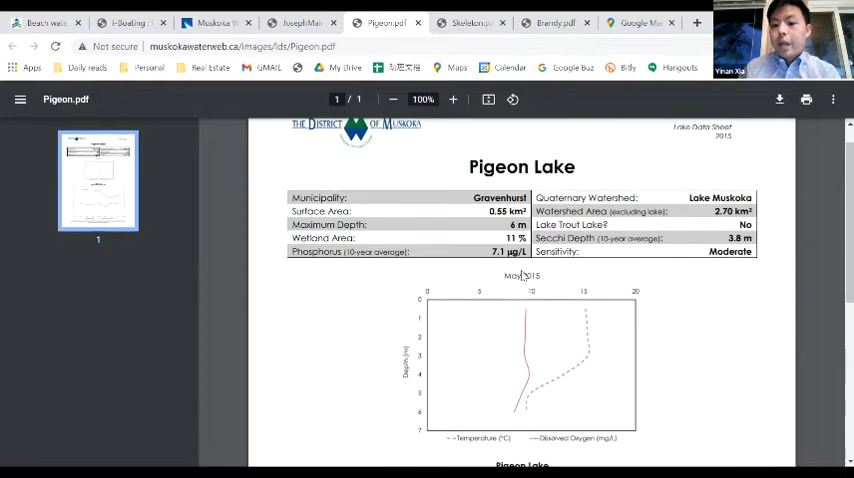 Beach water
i-Boating :
Muskoka W
JosephMai
Pigeon.pdf
Skeleton.pd
Brandy.pdf
Google Ma
Not secure | muskokawaterweb.ca/images/lds/Pigeon.pdf
Apps Daily reads Personal Real Estate GMAIL My Drive 助理文档 Maps Calendar Google Buz Bitly Hangouts
Yinan Xia
Pigeon.pdf
1 / 1
100%
1
THE DISTRICT OF MUSKOKA
Lake Data Sheet
2015
Pigeon Lake
Municipality: Gravenhurst Quaternary Watershed: Lake Muskoka
Surface Area: 0.55 km² Watershed Area (excluding lake): 2.70 km²
Maximum Depth: 6 m Lake Trout Lake? No
Wetland Area: 11 % Secchi Depth (10-year average): 3.8 m
Phosphorus (10-year average): 7.1 µg/L Sensitivity: Moderate
May 2015
0 5 10 15 20
0
1
2
3
4
5
6
7
Depth (m)
Temperature (°C) Dissolved Oxygen (mg/L)
Pigeon Lake